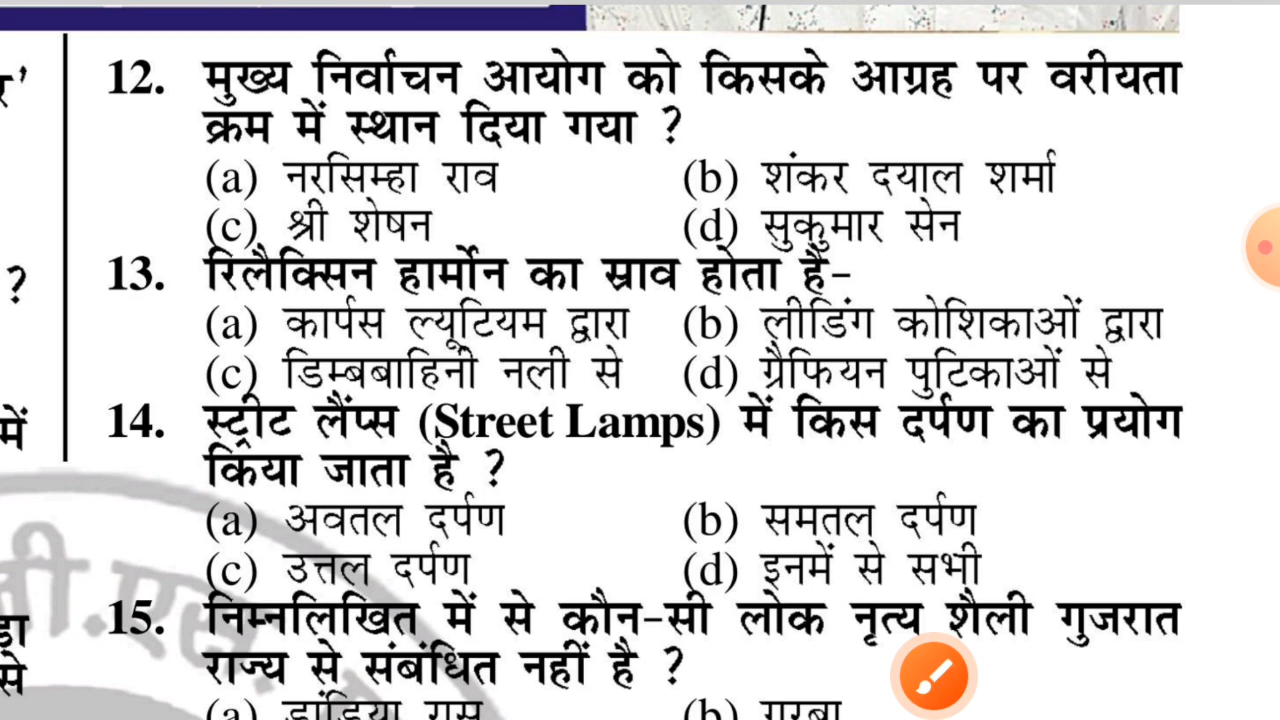 12. मुख्य निर्वाचन आयोग को किसके आग्रह पर वरीयता
क्रम में स्थान दिया गया ?
(a) नरसिम्हा राव (b) शंकर दयाल शर्मा
(c) श्री शेषन (d) सुकुमार सेन
13. रिलैक्सिन हार्मोन का स्राव होता है–
(a) कार्पस ल्यूटियम द्वारा (b) लीडिंग कोशिकाओं द्वारा
(c) डिम्बबाहिनी नली से (d) ग्रैफियन पुटिकाओं से
14. स्ट्रीट लैंप्स (Street Lamps) में किस दर्पण का प्रयोग
किया जाता है ?
(a) अवतल दर्पण (b) समतल दर्पण
(c) उत्तल दर्पण (d) इनमें से सभी
15. निम्नलिखित में से कौन-सी लोक नृत्य शैली गुजरात
राज्य से संबंधित नहीं है ?
(a) डांडिया रास (b) गरबा
?
में
से